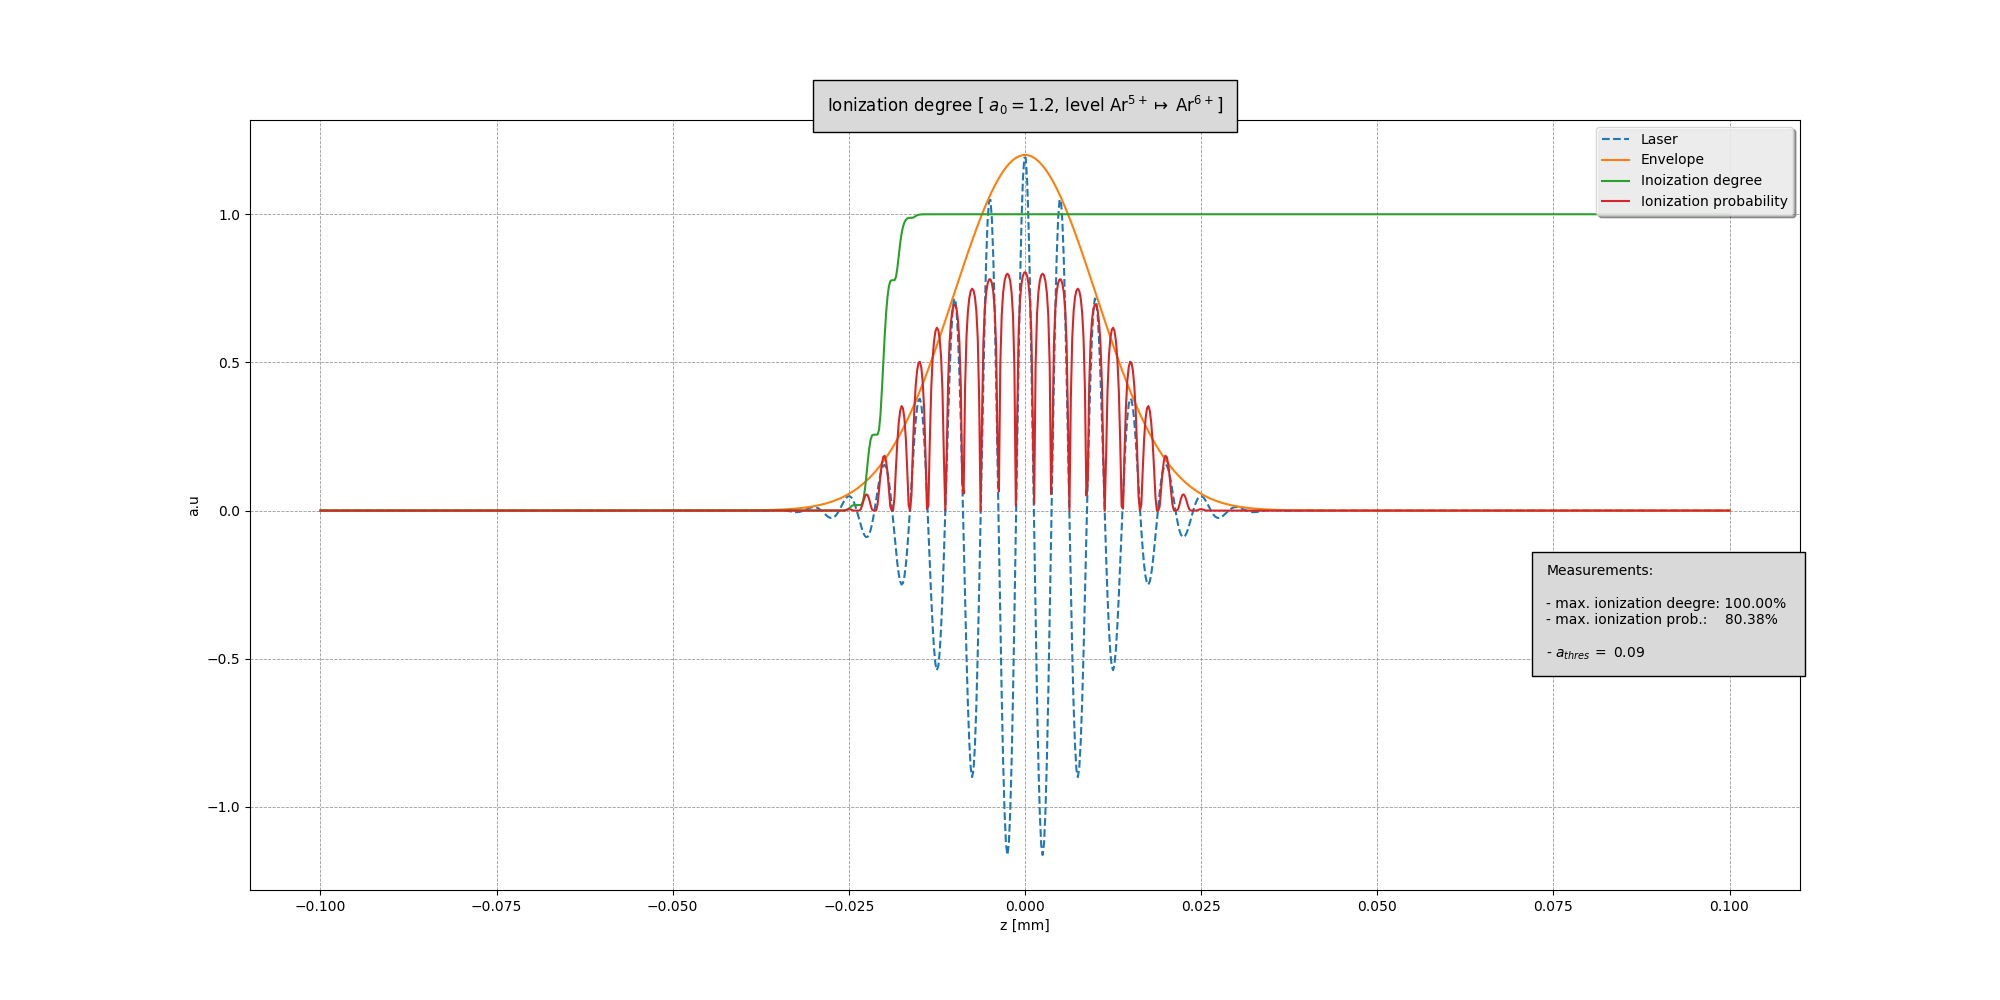 Ionization degree [ a₀ = 1.2, level Ar⁵⁺ ↦ Ar⁶⁺]
Laser
Envelope
Inoization degree
Ionization probability
1.0
0.5
0.0
−0.5
−1.0
a.u
Measurements:
- max. ionization deegre: 100.00%
- max. ionization prob.: 80.38%
- a_thres = 0.09
−0.100 −0.075 −0.050 −0.025 0.000 0.025 0.050 0.075 0.100
z [mm]